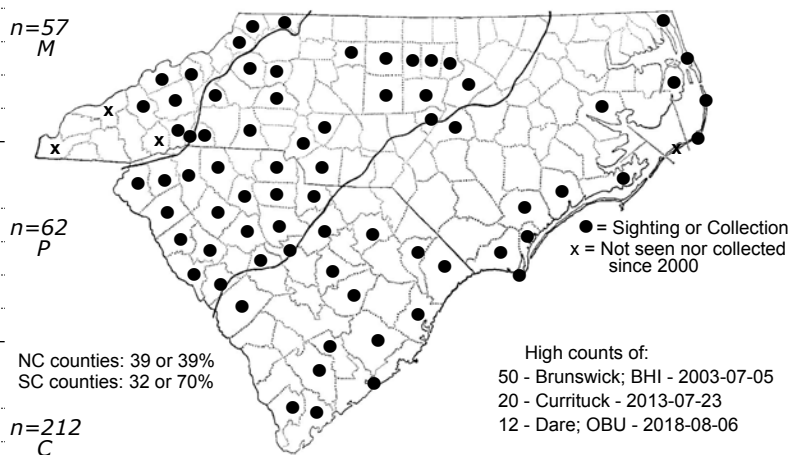 n=57
M
n=62
P
n=212
C
x
x
x
x
● = Sighting or Collection
x = Not seen nor collected
since 2000
NC counties: 39 or 39%
SC counties: 32 or 70%
High counts of:
50 - Brunswick; BHI - 2003-07-05
20 - Currituck - 2013-07-23
12 - Dare; OBU - 2018-08-06